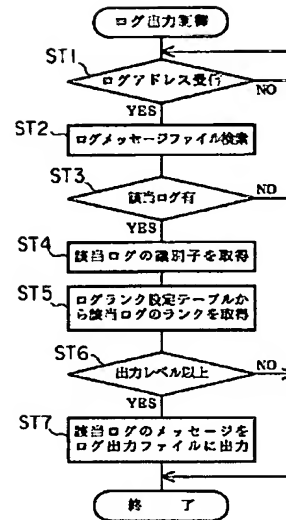 ログ出力制御
ST1
ログアドレス受行
NO
YES
ST2
ログメッセージファイル検索
ST3
該当ログ有
NO
YES
ST4
該当ログの識別子を取得
ST5
ログランク設定テーブルか
ら該当ログのランクを取得
ST6
出力レベル以上
NO
YES
ST7
該当ログのメッセージを
ログ出力ファイルに出力
終 了